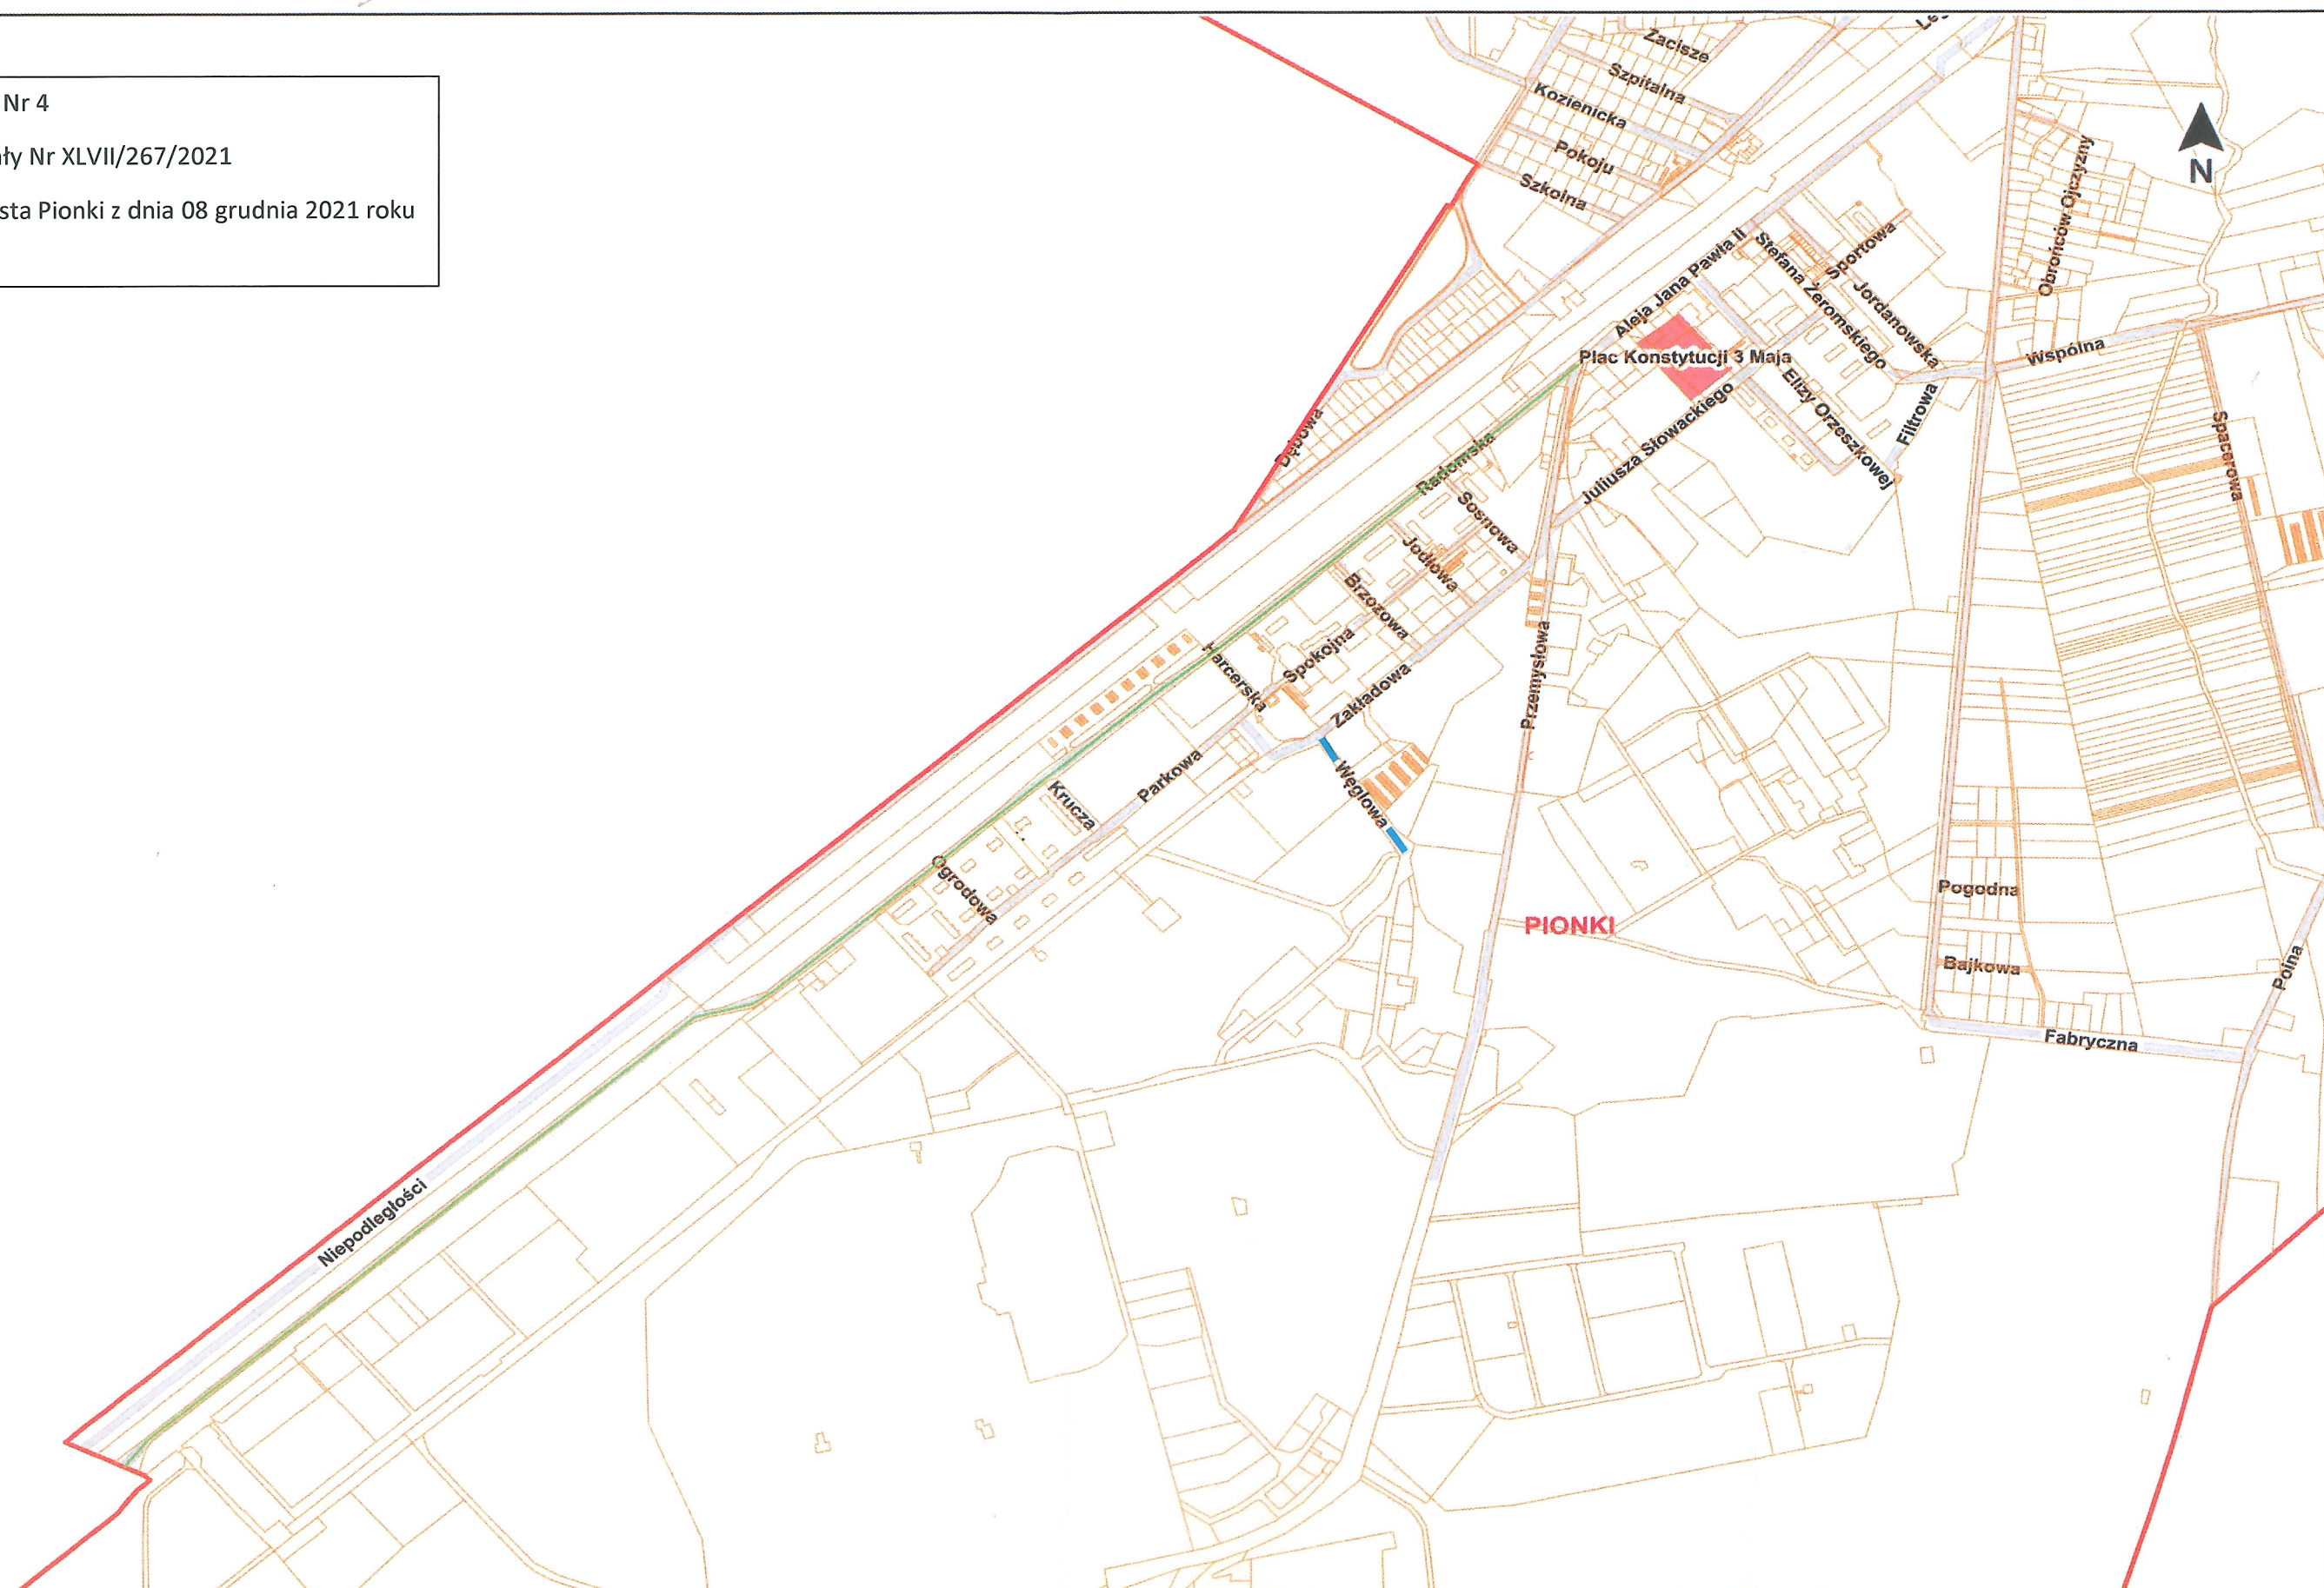 Nr 4
ały Nr XLVII/267/2021
sta Pionki z dnia 08 grudnia 2021 roku
Zacisze
Szpitalna
Kozienicka
Pokoju
Szkolna
N
Obrońców Ojczyzny
Aleja Jana Pawła II
Stefana Żeromskiego
Sportowa
Jordanowska
Plac Konstytucji 3 Maja
Wspólna
Elizy Orzeszkowej
Filtrowa
Juliusza Słowackiego
Spacerowa
Dębowa
Radomska
Sosnowa
Jodłowa
Brzozowa
Harcerska
Spokojna
Zakładowa
Przemysłowa
Węglowa
Parkowa
Krucza
Ogrodowa
PIONKI
Pogodna
Bajkowa
Polna
Fabryczna
Niepodległości